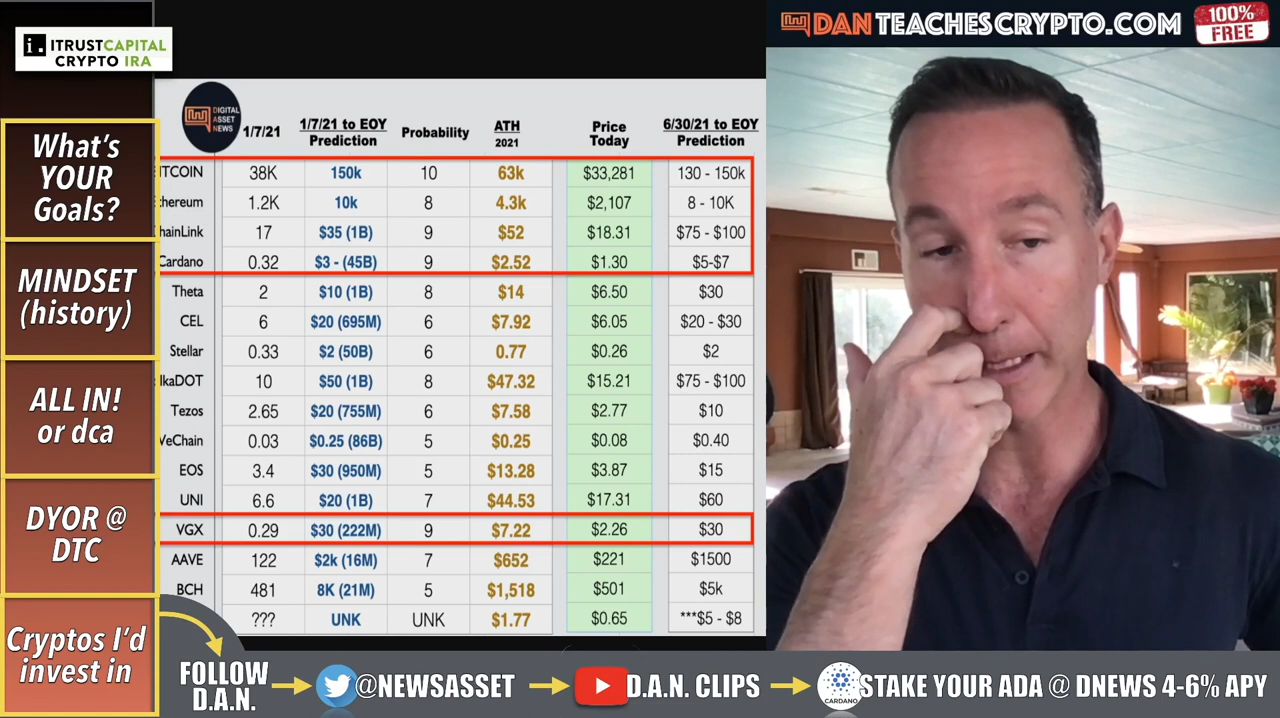 i. ITRUSTCAPITAL
CRYPTO IRA
DANTEACHESCRYPTO.COM
100%
FREE
What's
YOUR
Goals?
MINDSET
(history)
ALL IN!
or dca
DYOR @
DTC
Cryptos I'd
invest in
DIGITAL
ASSET
NEWS
1/7/21 1/7/21 to EOY Prediction Probability ATH 2021 Price Today 6/30/21 to EOY Prediction
ITCOIN 38K 150k 10 63k $33,281 130 - 150k
thereum 1.2K 10k 8 4.3k $2,107 8 - 10K
hainLink 17 $35 (1B) 9 $52 $18.31 $75 - $100
Cardano 0.32 $3 - (45B) 9 $2.52 $1.30 $5-$7
Theta 2 $10 (1B) 8 $14 $6.50 $30
CEL 6 $20 (695M) 6 $7.92 $6.05 $20 - $30
Stellar 0.33 $2 (50B) 6 0.77 $0.26 $2
lkaDOT 10 $50 (1B) 8 $47.32 $15.21 $75 - $100
Tezos 2.65 $20 (755M) 6 $7.58 $2.77 $10
VeChain 0.03 $0.25 (86B) 5 $0.25 $0.08 $0.40
EOS 3.4 $30 (950M) 5 $13.28 $3.87 $15
UNI 6.6 $20 (1B) 7 $44.53 $17.31 $60
VGX 0.29 $30 (222M) 9 $7.22 $2.26 $30
AAVE 122 $2k (16M) 7 $652 $221 $1500
BCH 481 8K (21M) 5 $1,518 $501 $5k
??? UNK UNK $1.77 $0.65 ***$5 - $8
FOLLOW
D.A.N.
@NEWSASSET
D.A.N. CLIPS
CARDANO
STAKE YOUR ADA @ DNEWS 4-6% APY